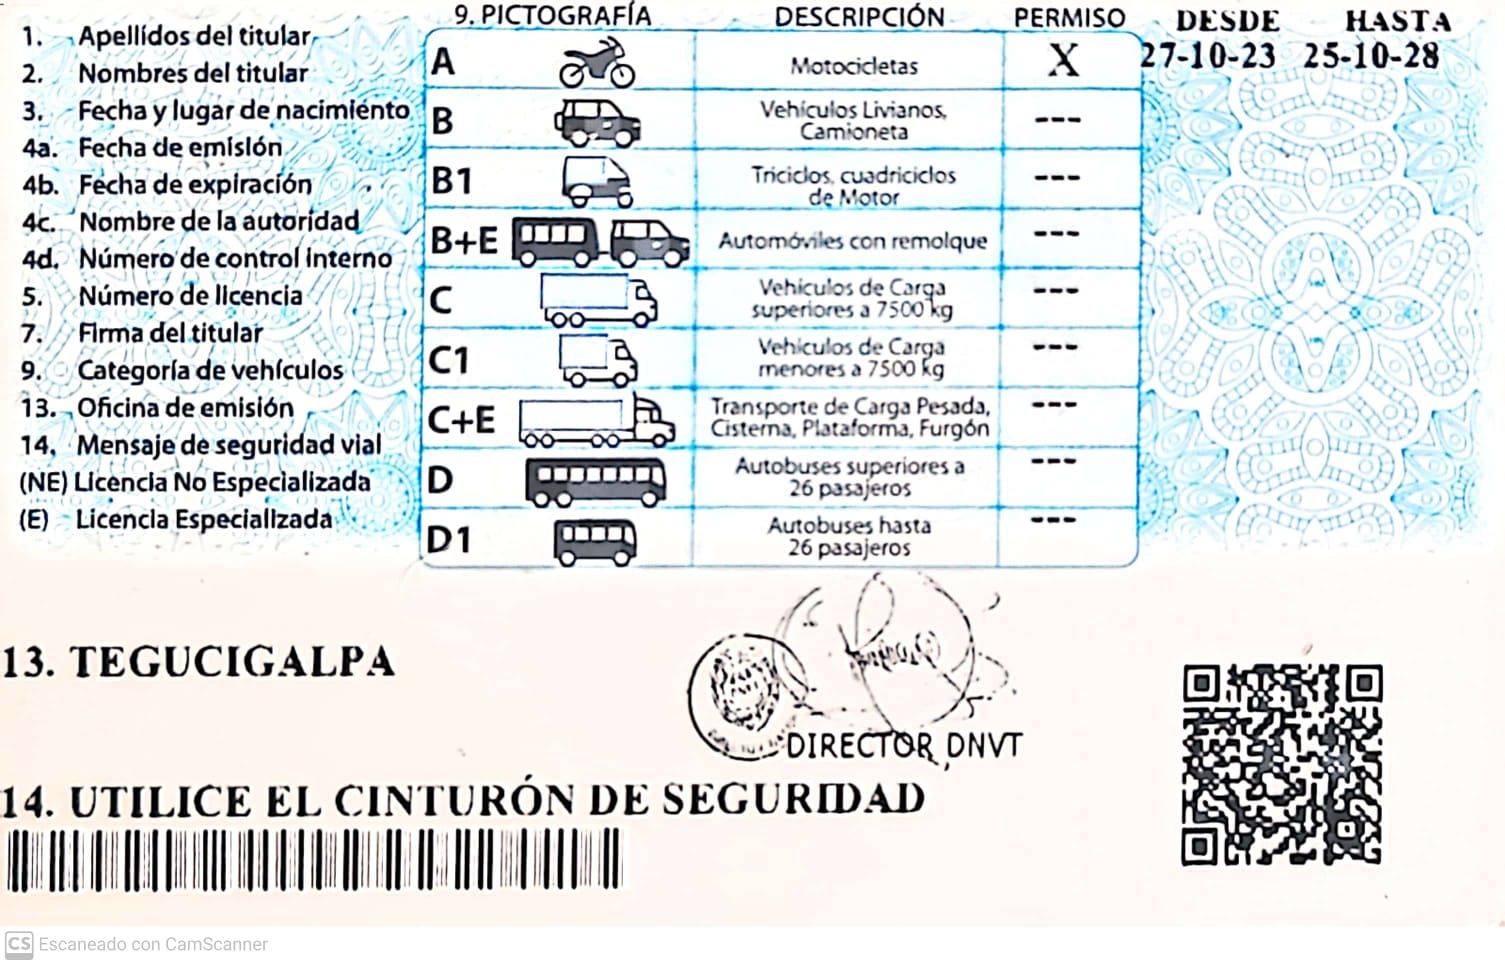 1. Apellidos del titular
2. Nombres del titular
3. Fecha y lugar de nacimiento
4a. Fecha de emisión
4b. Fecha de expiración
4c. Nombre de la autoridad
4d. Número de control interno
5. Número de licencia
7. Firma del titular
9. Categoría de vehículos
13. Oficina de emisión
14. Mensaje de seguridad vial
(NE) Licencia No Especializada
(E) Licencia Especializada
9. PICTOGRAFÍA DESCRIPCIÓN PERMISO DESDE HASTA
A Motocicletas X 27-10-23 25-10-28
B Vehículos Livianos, ---
Camioneta
B1 Triciclos, cuadriciclos ---
de Motor
B+E Automóviles con remolque ---
C Vehículos de Carga ---
superiores a 7500 kg
C1 Vehículos de Carga ---
menores a 7500 kg
C+E Transporte de Carga Pesada, ---
Cisterna, Plataforma, Furgón
D Autobuses superiores a ---
26 pasajeros
D1 Autobuses hasta ---
26 pasajeros
13. TEGUCIGALPA
DIRECTOR DNVT
14. UTILICE EL CINTURÓN DE SEGURIDAD
CS Escaneado con CamScanner